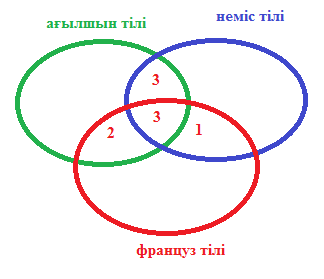 неміс тілі
ағылшын тілі
3
3
2
1
француз тілі